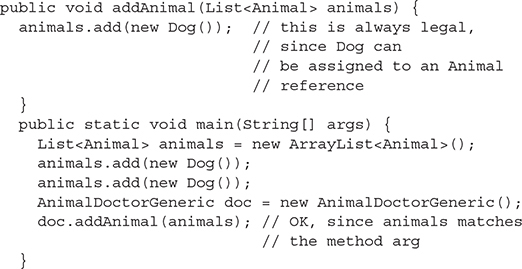 public void addAnimal(List<Animal> animals) {
  animals.add(new Dog());  // this is always legal,
                           // since Dog can
                           // be assigned to an Animal
                           // reference
  }
  public static void main(String[] args) {
    List<Animal> animals = new ArrayList<Animal>();
    animals.add(new Dog());
    animals.add(new Dog());
    AnimalDoctorGeneric doc = new AnimalDoctorGeneric();
    doc.addAnimal(animals); // OK, since animals matches
                            // the method arg
  }